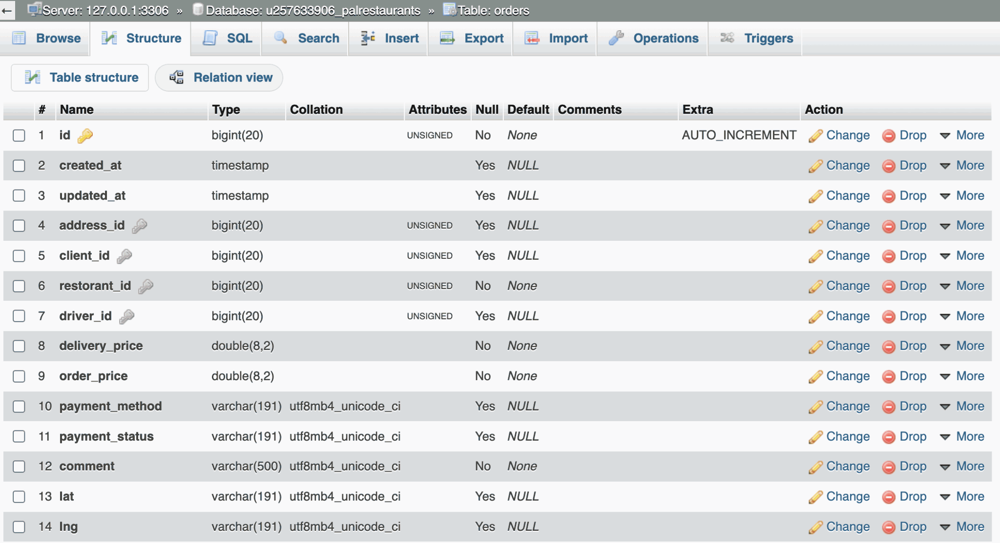 Server: 127.0.0.1:3306 » Database: u257633906_palrestaurants » Table: orders
Browse Structure SQL Search Insert Export Import Operations Triggers
Table structure Relation view
# Name Type Collation Attributes Null Default Comments Extra Action
1 id bigint(20) UNSIGNED No None AUTO_INCREMENT Change Drop More
2 created_at timestamp Yes NULL Change Drop More
3 updated_at timestamp Yes NULL Change Drop More
4 address_id bigint(20) UNSIGNED Yes NULL Change Drop More
5 client_id bigint(20) UNSIGNED Yes NULL Change Drop More
6 restorant_id bigint(20) UNSIGNED No None Change Drop More
7 driver_id bigint(20) UNSIGNED Yes NULL Change Drop More
8 delivery_price double(8,2) No None Change Drop More
9 order_price double(8,2) No None Change Drop More
10 payment_method varchar(191) utf8mb4_unicode_ci Yes NULL Change Drop More
11 payment_status varchar(191) utf8mb4_unicode_ci Yes NULL Change Drop More
12 comment varchar(500) utf8mb4_unicode_ci No None Change Drop More
13 lat varchar(191) utf8mb4_unicode_ci Yes NULL Change Drop More
14 lng varchar(191) utf8mb4_unicode_ci Yes NULL Change Drop More